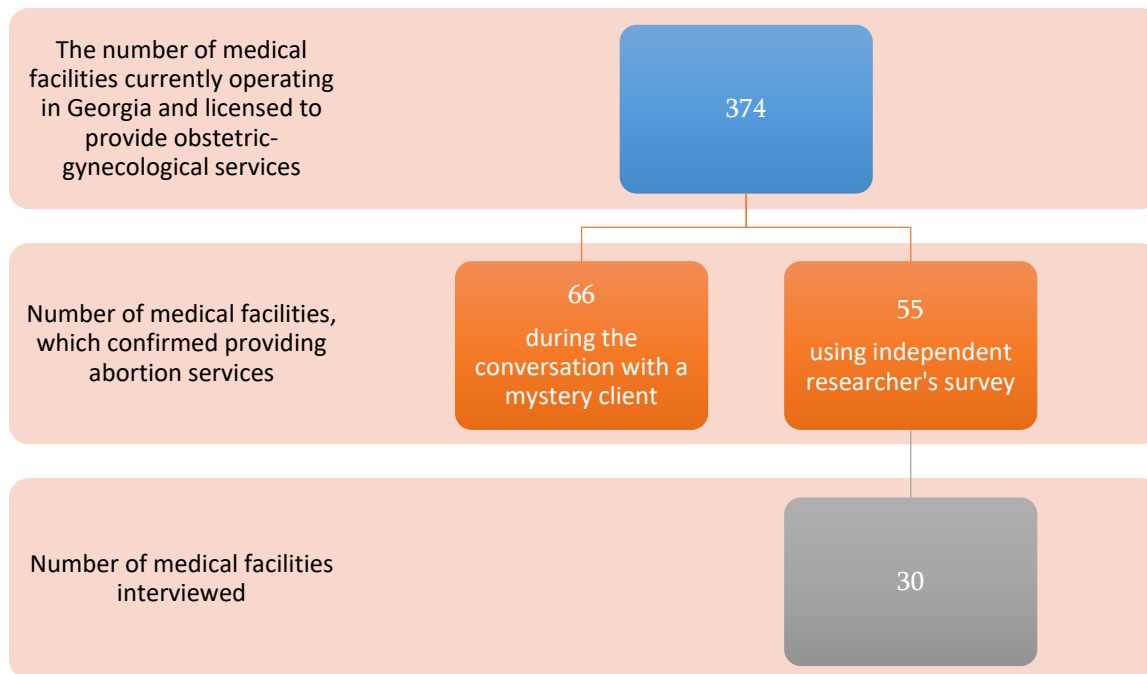 The number of medical
facilities currently operating
in Georgia and licensed to
provide obstetric-
gynecological services
374
Number of medical facilities,
which confirmed providing
abortion services
66
during the
conversation with a
mystery client
55
using independent
researcher's survey
Number of medical facilities
interviewed
30